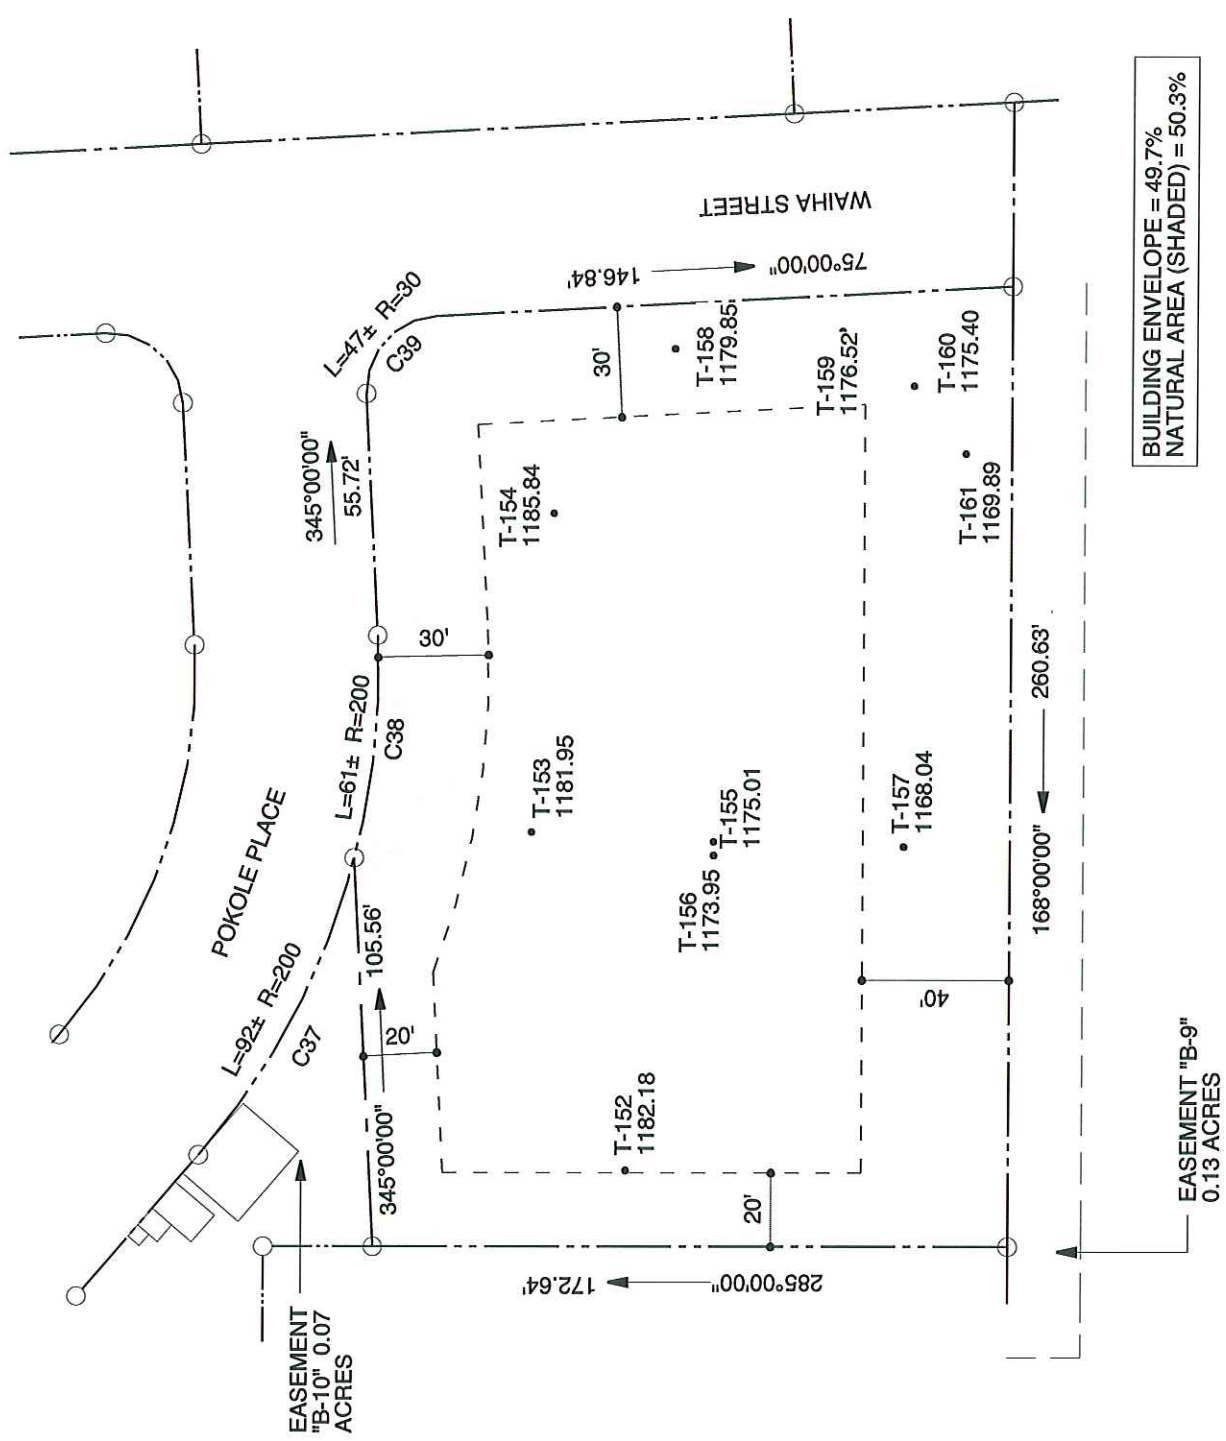 EASEMENT
"B-10" 0.07
ACRES
L=92± R=200
C37
POKOLE PLACE
L=61± R=200
C38
345°00'00"
55.72'
L=47± R=30
C39
345°00'00"
105.56'
20'
30'
30'
146.84'
75°00'00"
WAIHA STREET
T-152
1182.18
T-153
1181.95
T-154
1185.84
T-156
1173.95
T-155
1175.01
T-157
1168.04
T-158
1179.85
T-159
1176.52
T-160
1175.40
T-161
1169.89
20'
40'
285°00'00"
172.64'
168°00'00"
260.63'
EASEMENT "B-9"
0.13 ACRES
BUILDING ENVELOPE = 49.7%
NATURAL AREA (SHADED) = 50.3%